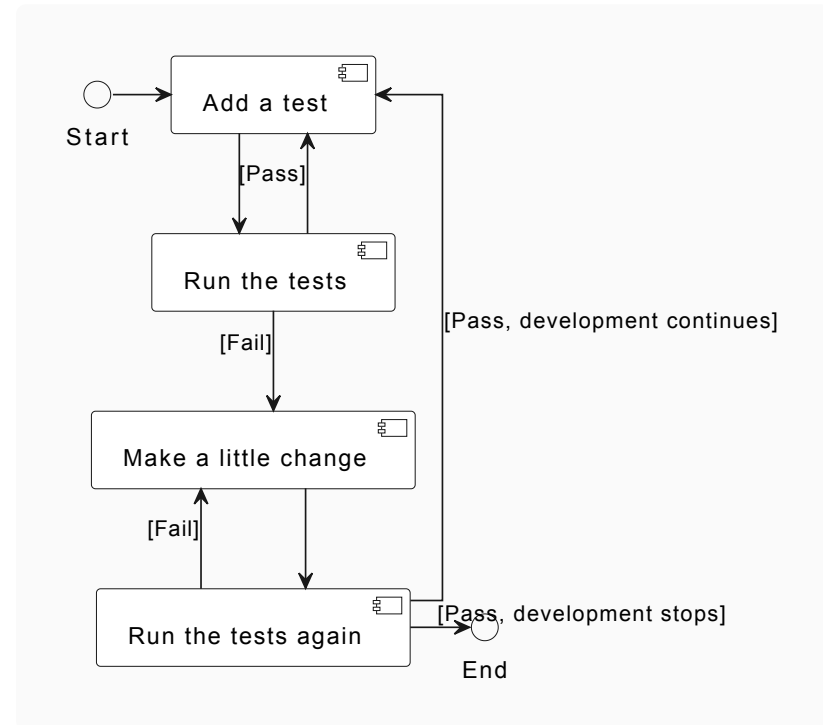 Add a test
Start
[Pass]
Run the tests
[Pass, development continues]
[Fail]
Make a little change
[Fail]
[Pass, development stops]
Run the tests again
End